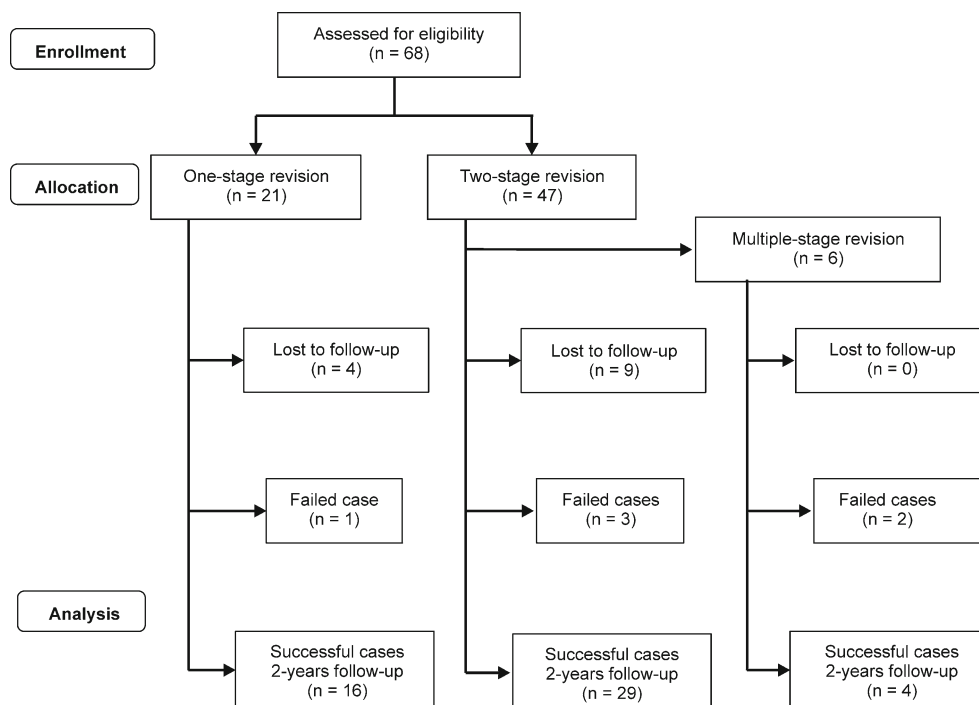 Enrollment
Assessed for eligibility
(n = 68)
Allocation
One-stage revision
(n = 21)
Two-stage revision
(n = 47)
Multiple-stage revision
(n = 6)
Lost to follow-up
(n = 4)
Lost to follow-up
(n = 9)
Lost to follow-up
(n = 0)
Failed case
(n = 1)
Failed cases
(n = 3)
Failed cases
(n = 2)
Analysis
Successful cases
2-years follow-up
(n = 16)
Successful cases
2-years follow-up
(n = 29)
Successful cases
2-years follow-up
(n = 4)